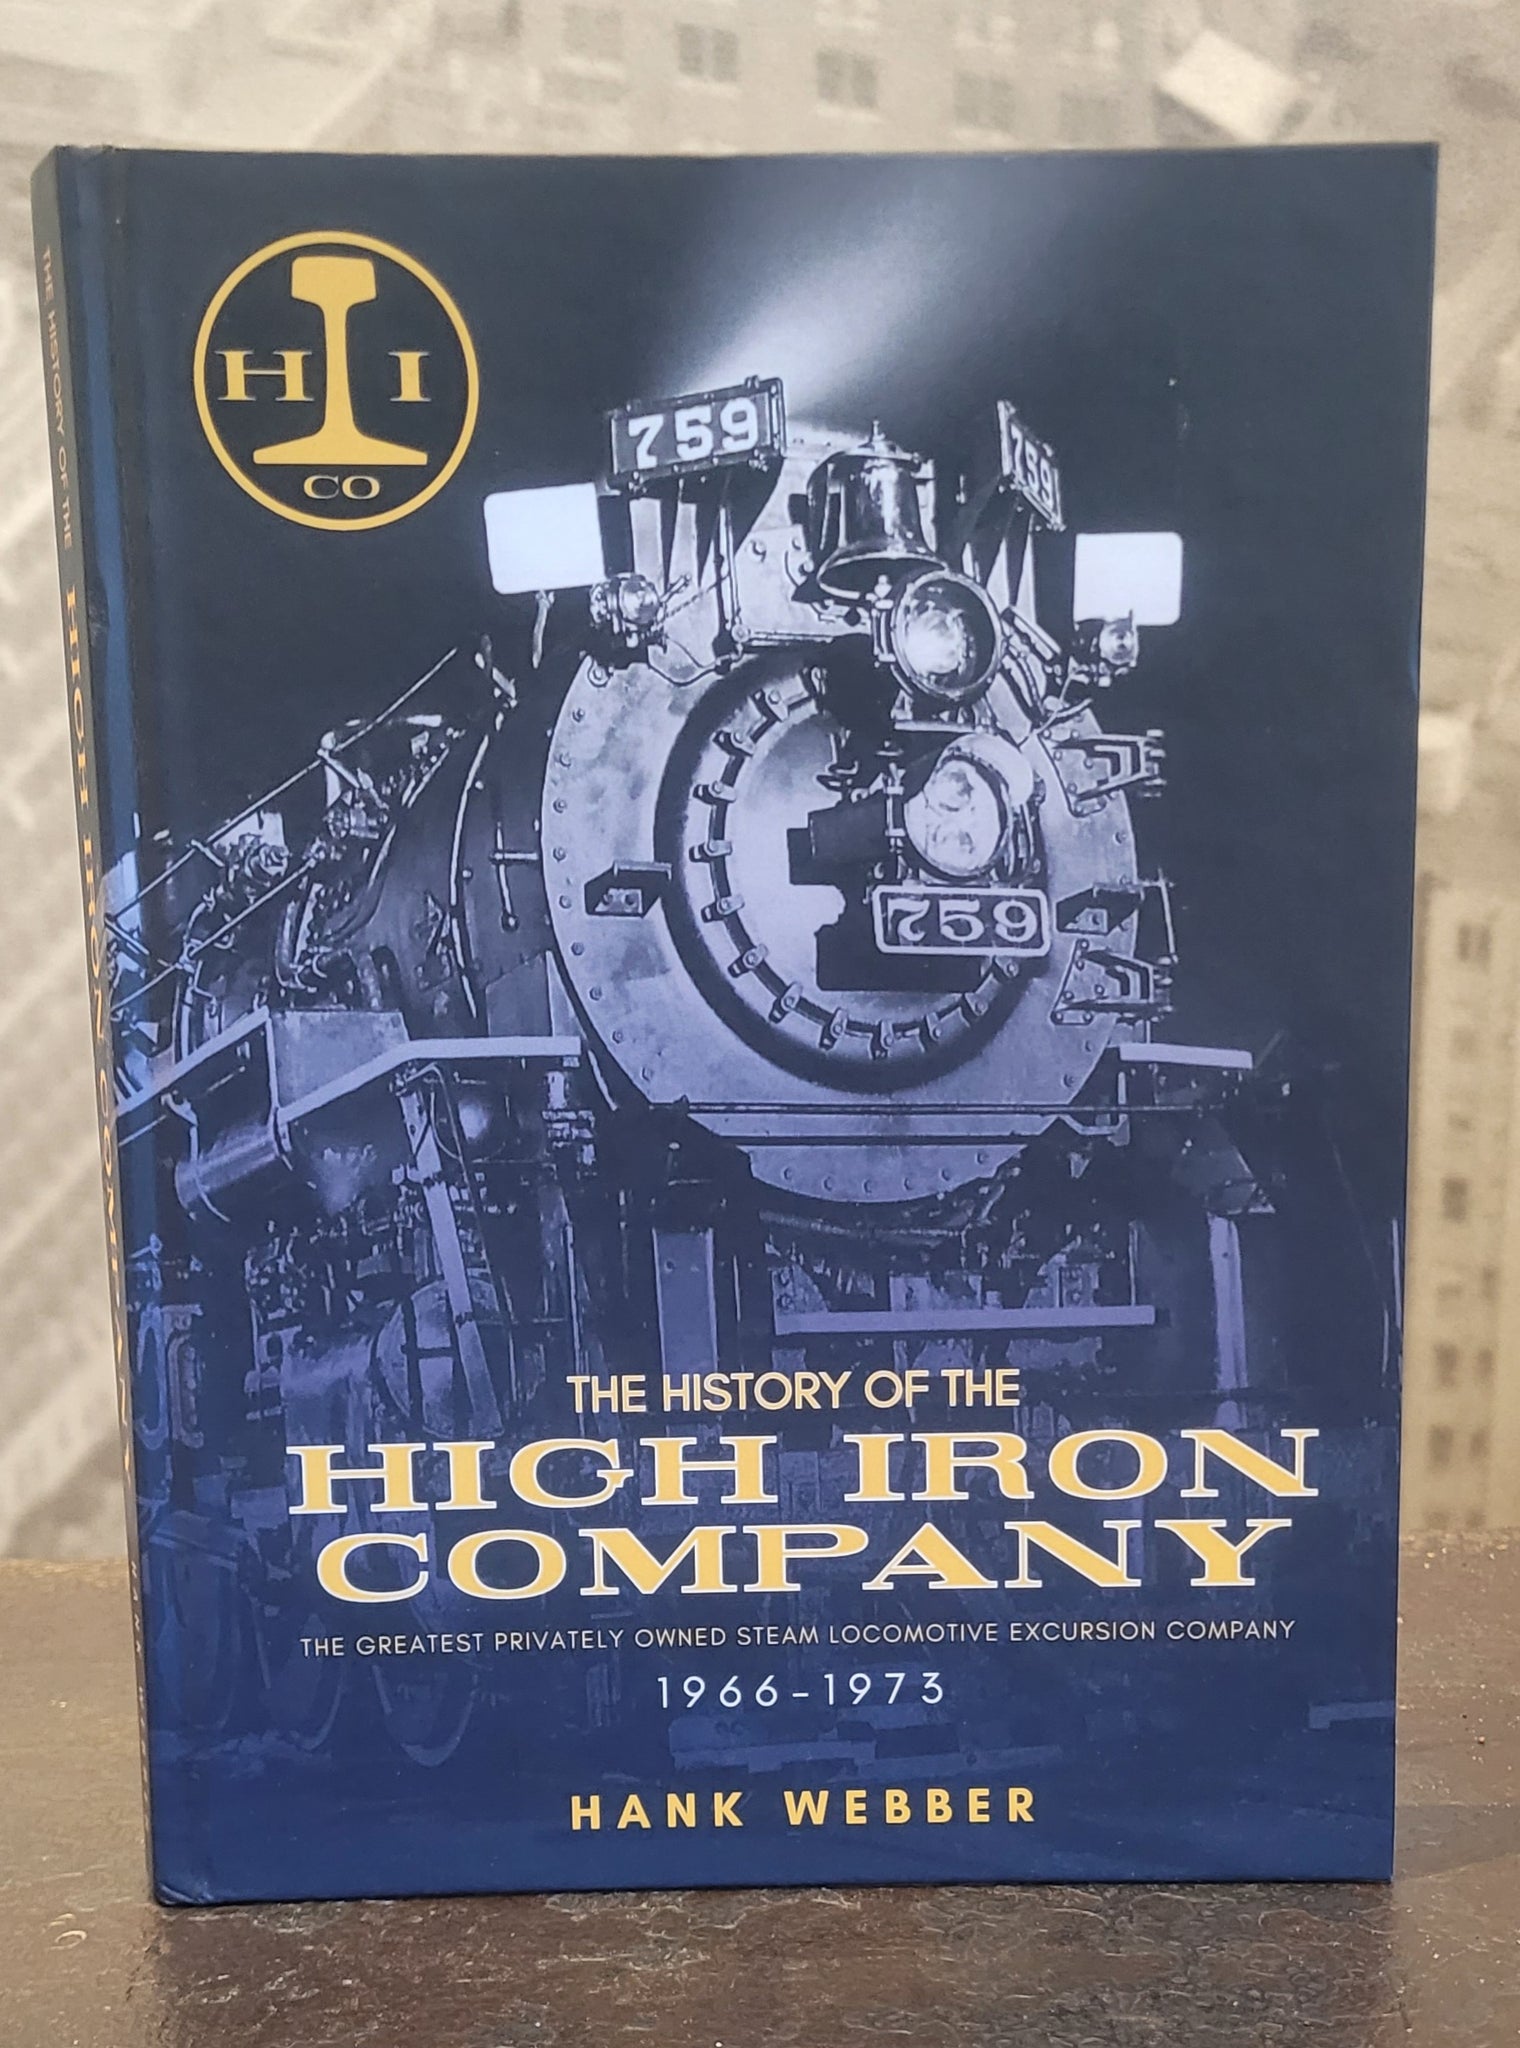 H I
CO
759
759
759
THE HISTORY OF THE
HIGH IRON
COMPANY
THE GREATEST PRIVATELY OWNED STEAM LOCOMOTIVE EXCURSION COMPANY
1966-1973
HANK WEBBER
THE HISTORY OF THE HIGH IRON COMPANY HANK